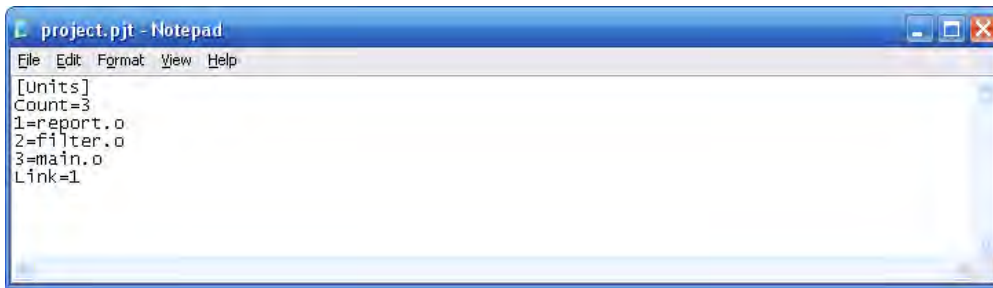 project.pjt - Notepad
File Edit Format View Help
[Units]
Count=3
1=report.o
2=filter.o
3=main.o
Link=1